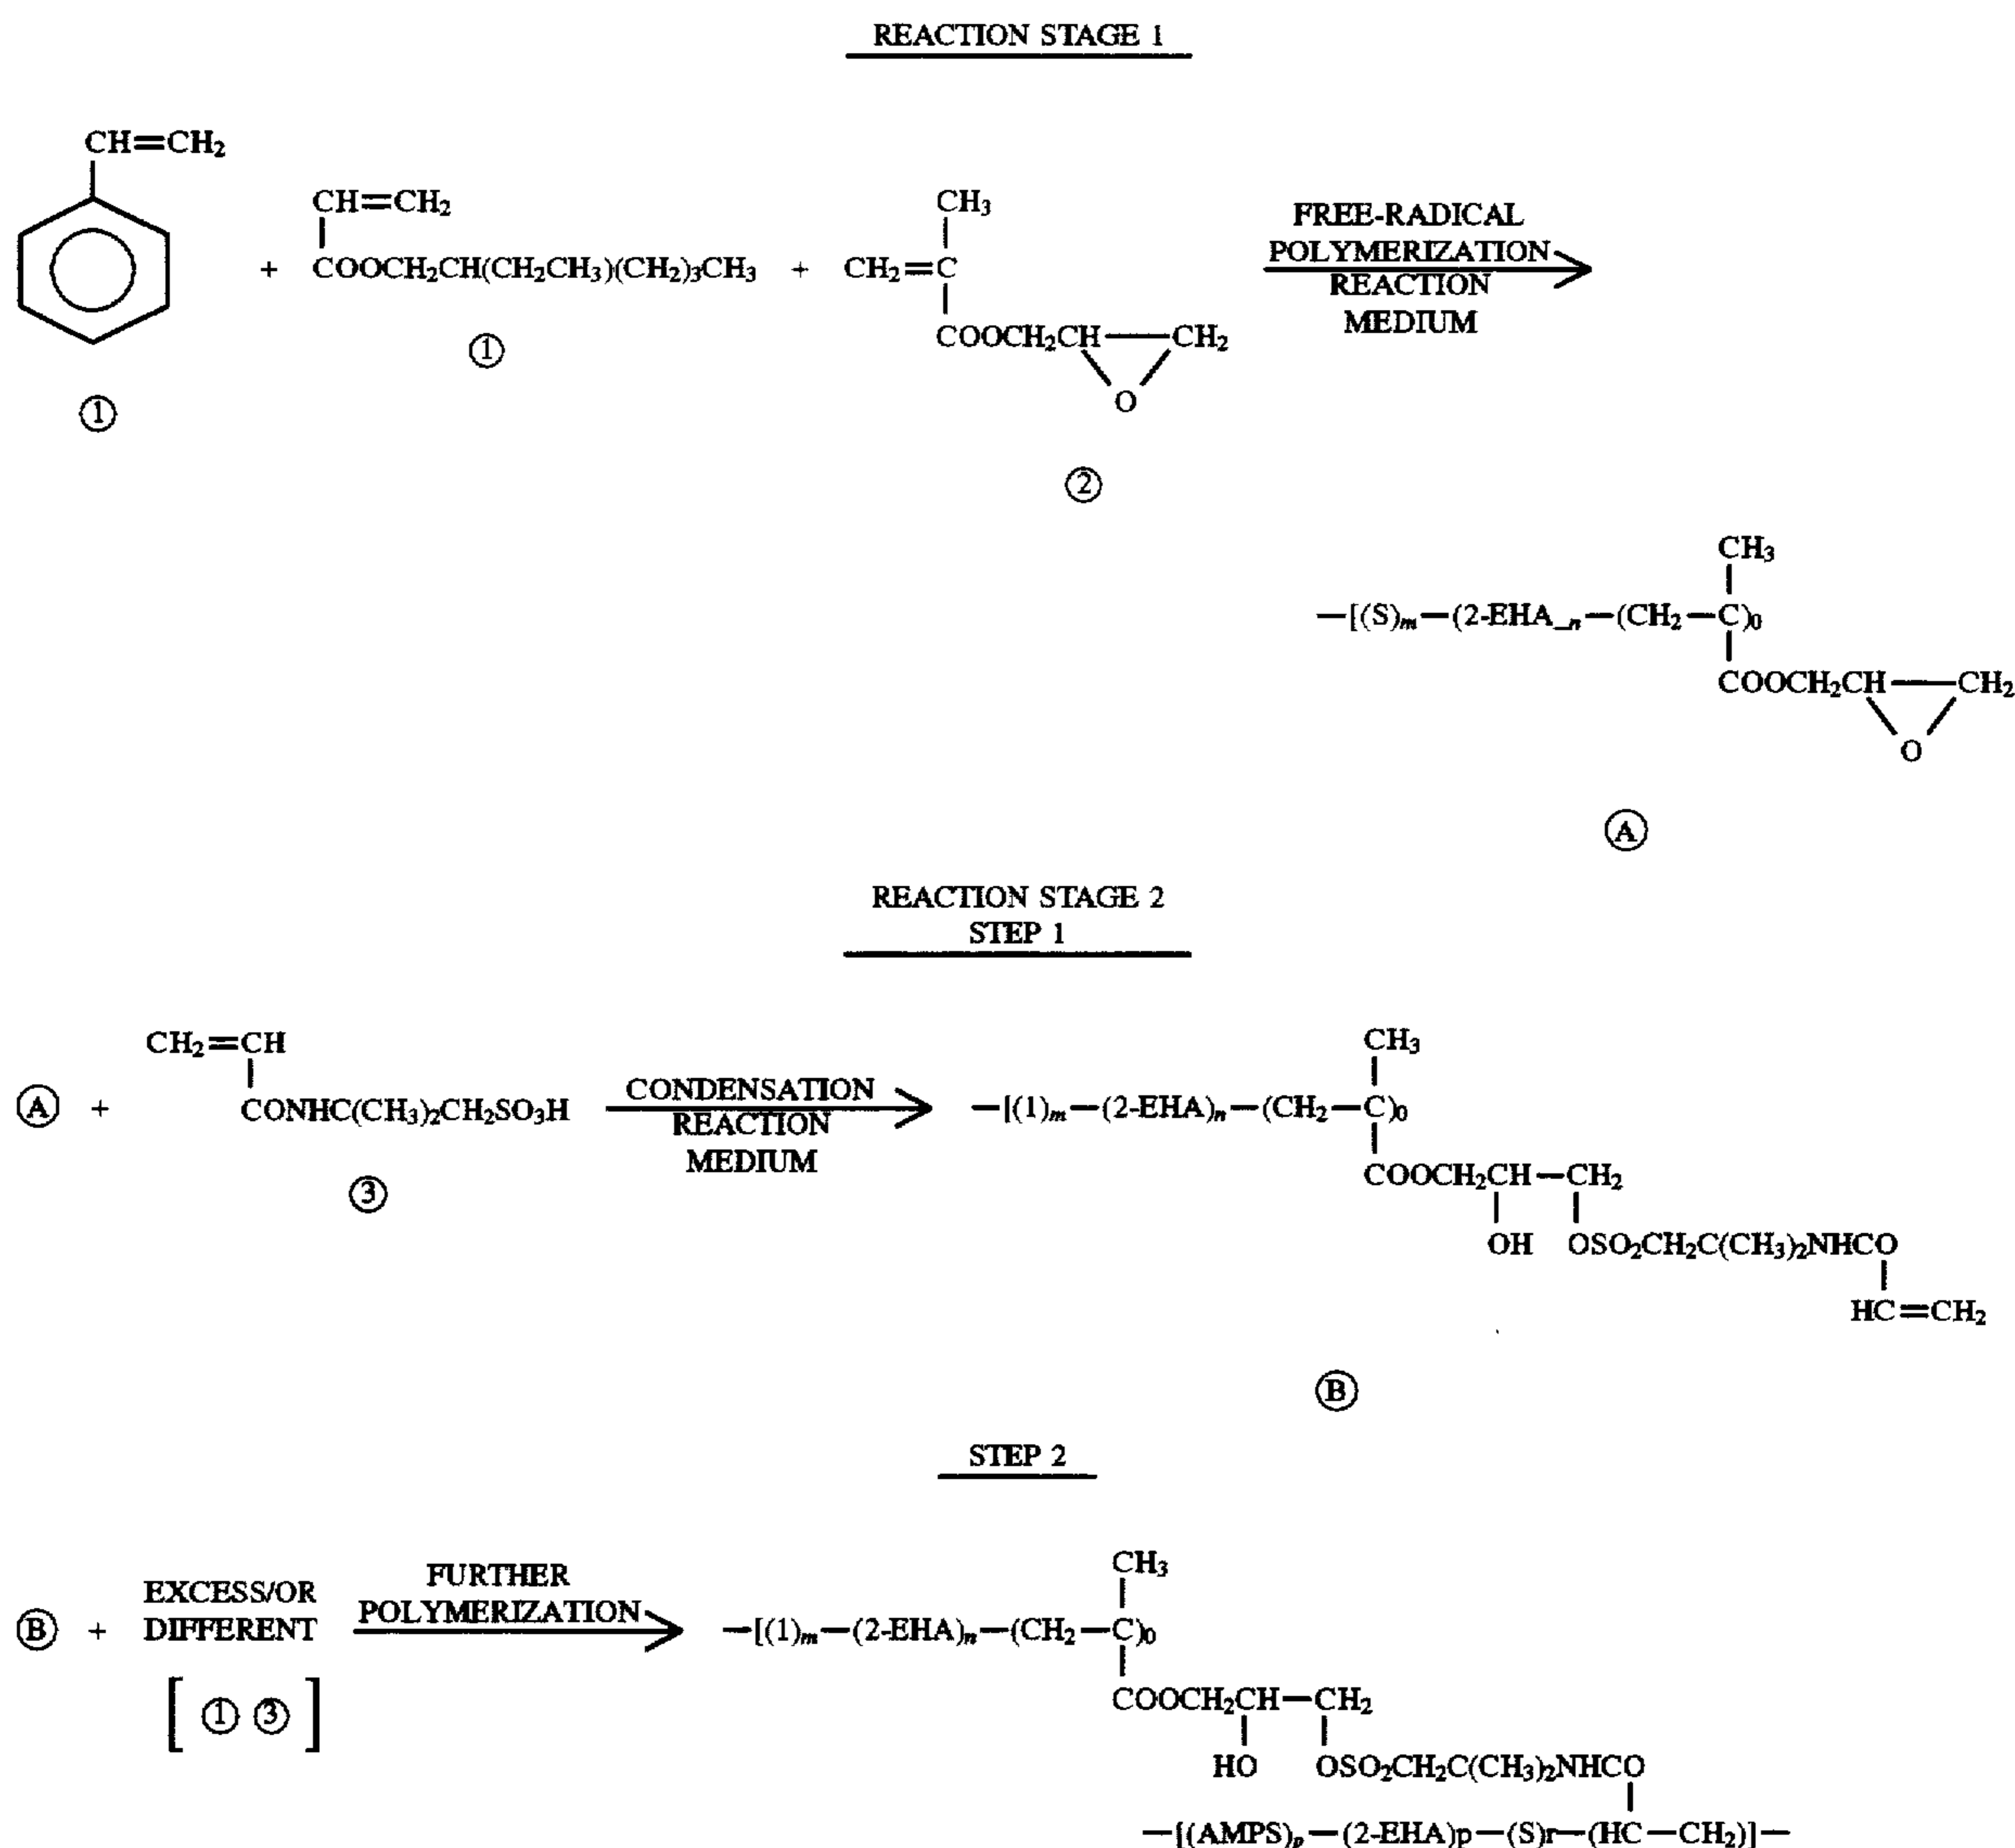 REACTION STAGE 1
CH=CH₂
CH=CH₂
CH₃
FREE-RADICAL
POLYMERIZATION
+ COOCH₂CH(CH₂CH₃)(CH₂)₃CH₃ + CH₂=C
REACTION
MEDIUM
COOCH₂CH—CH₂
①
O
①
②
CH₃
—[(S)ₘ—(2-EHA_ₙ—(CH₂—C)₀
COOCH₂CH—CH₂
O
Ⓐ
REACTION STAGE 2
STEP 1
CH₂=CH
CH₃
Ⓐ + CONHC(CH₃)₂CH₂SO₃H
CONDENSATION
REACTION
MEDIUM
—[(1)ₘ—(2-EHA)ₙ—(CH₂—C)₀
③
COOCH₂CH—CH₂
OH OSO₂CH₂C(CH₃)₂NHCO
HC=CH₂
Ⓑ
STEP 2
CH₃
Ⓑ + EXCESS/OR
DIFFERENT
FURTHER
POLYMERIZATION
—[(1)ₘ—(2-EHA)ₙ—(CH₂—C)₀
[ ① ③ ]
COOCH₂CH—CH₂
HO OSO₂CH₂C(CH₃)₂NHCO
—[(AMPS)ₚ—(2-EHA)p—(S)r—(HC—CH₂)]—